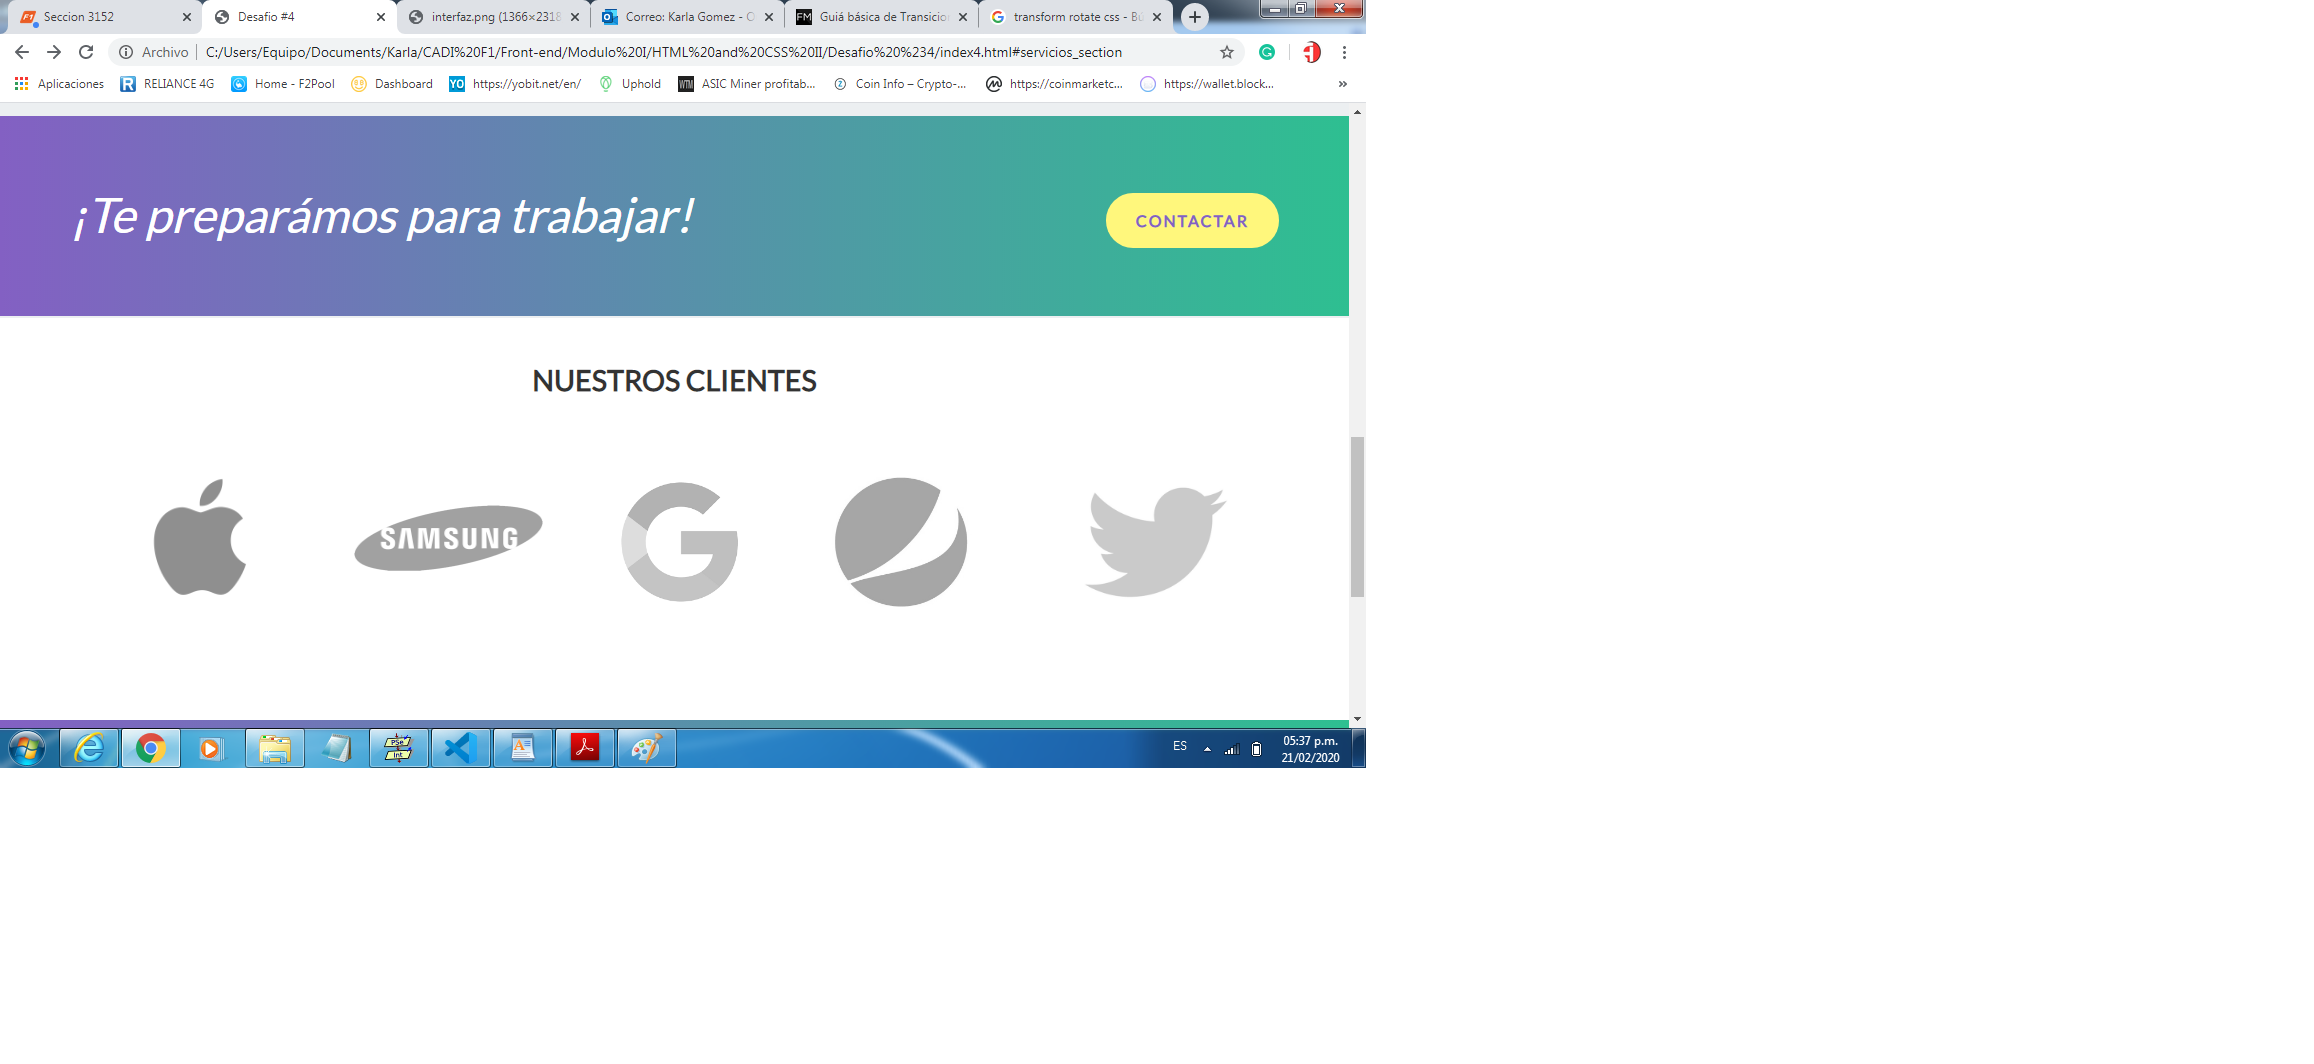 Seccion 3152
Desafio #4
interfaz.png (1366×2318
Correo: Karla Gomez - O
Guiá básica de Transicio
transform rotate css - Bú
Archivo
C:/Users/Equipo/Documents/Karla/CADI%20F1/Front-end/Modulo%20I/HTML%20and%20CSS%20II/Desafio%20%234/index4.html#servicios_section
Aplicaciones
RELIANCE 4G
Home - F2Pool
Dashboard
https://yobit.net/en/
Uphold
ASIC Miner profitab...
Coin Info – Crypto-...
https://coinmarketc...
https://wallet.block...
»
¡Te preparámos para trabajar!
CONTACTAR
NUESTROS CLIENTES
SAMSUNG
ES
05:37 p.m.
21/02/2020